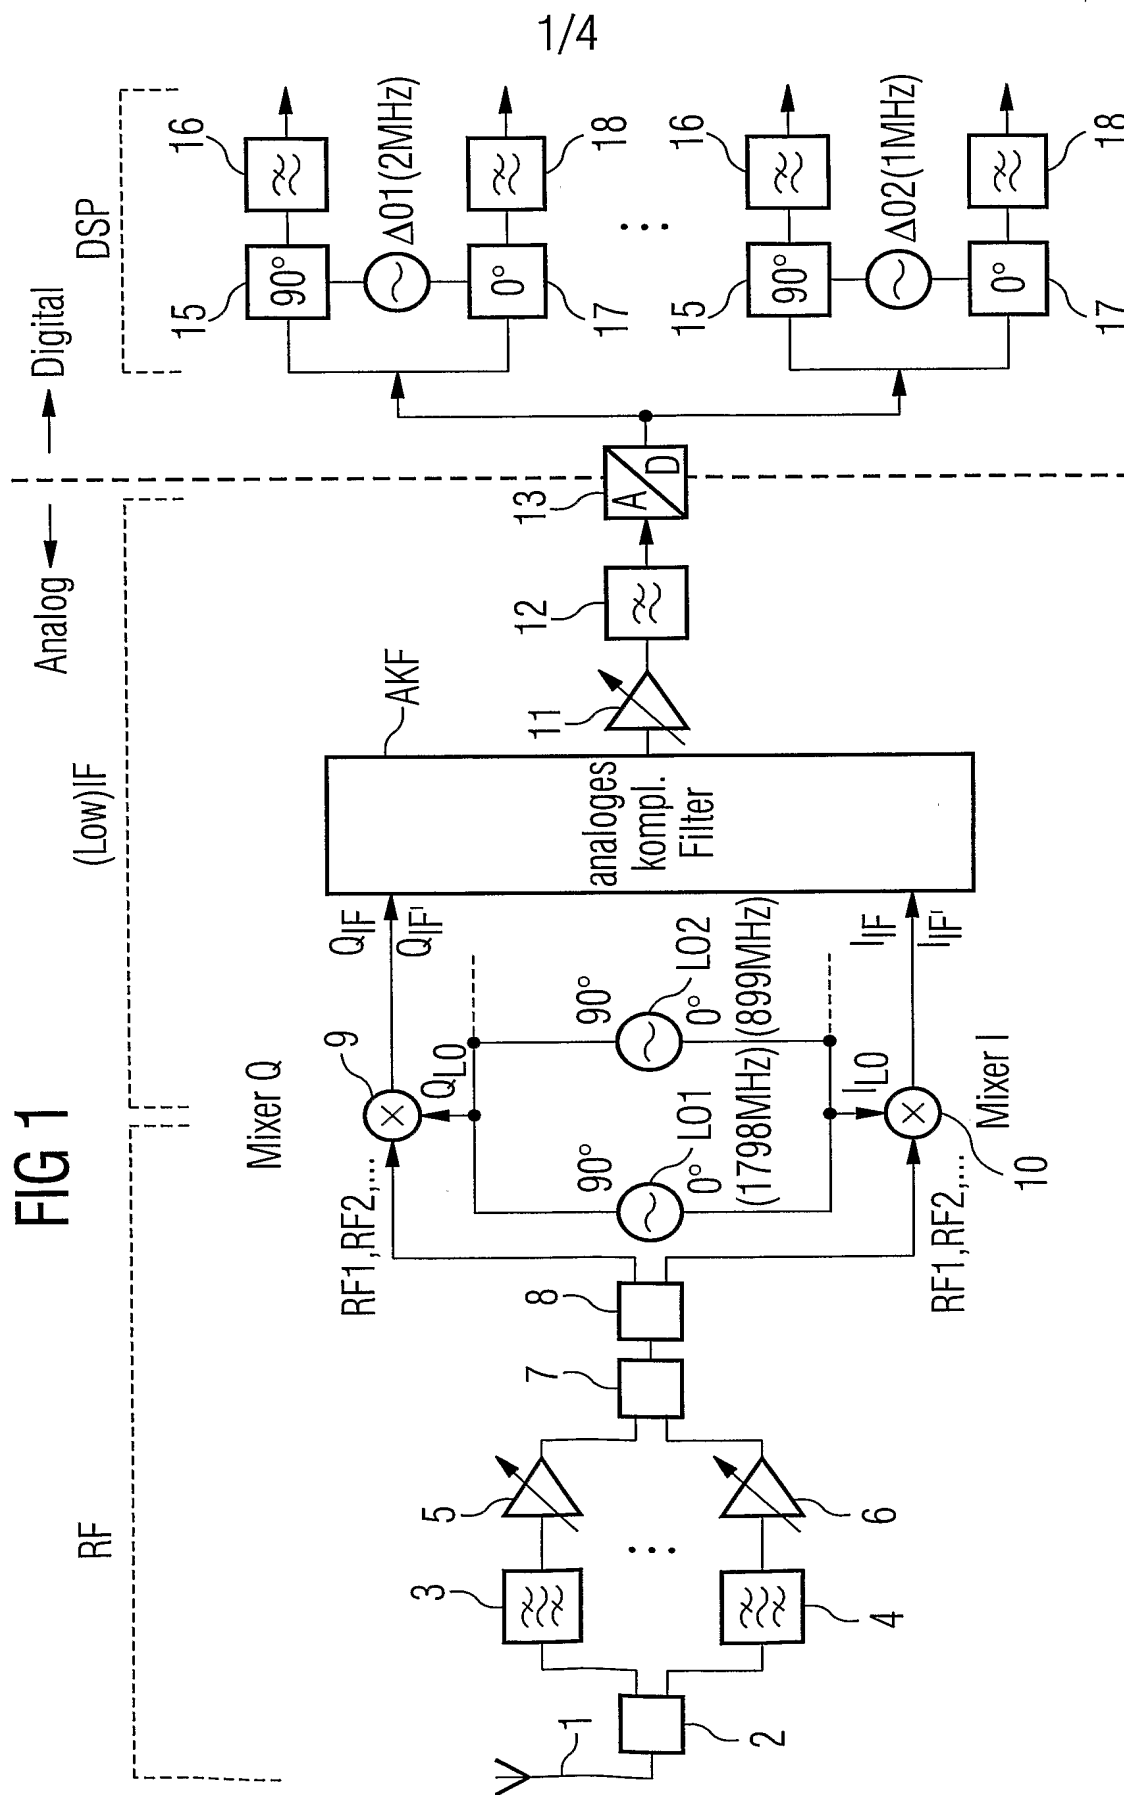 1/4
FIG 1
RF
(Low)IF
DSP
Analog
Digital
1
2
3
4
5
6
7
8
RF1,RF2,...
RF1,RF2,...
Mixer Q
9
Q_LO
90°
LO1
0°
(1798MHz)
90°
LO2
0°
(899MHz)
I_LO
10
Mixer I
Q_IF
Q_IF'
I_IF
I_IF'
AKF
analoges
kompl.
Filter
11
12
13
A
D
15
90°
16
Δ01(2MHz)
0°
17
18
...
15
90°
16
Δ02(1MHz)
0°
17
18